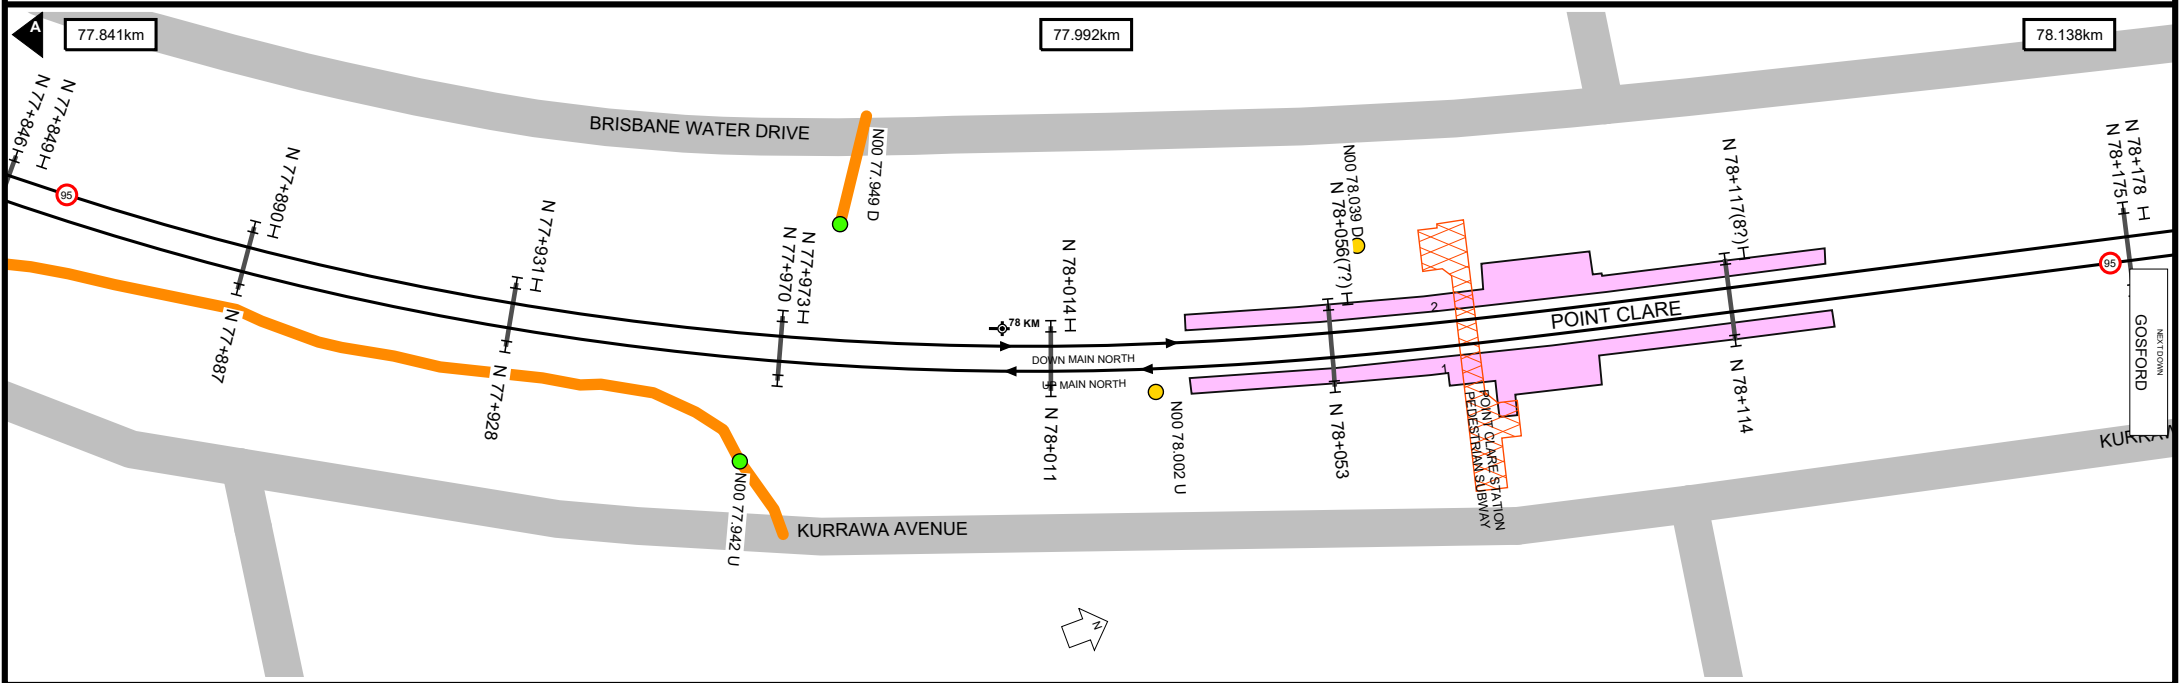 A
77.841km
77.992km
78.138km
N 77+846
N 77+849
N 77+890
N 77+887
N 77+931
N 77+928
BRISBANE WATER DRIVE
N00 77.949 D
N 77+970
N 77+973
N00 77.942 U
KURRAWA AVENUE
78 KM
N 78+014
DOWN MAIN NORTH
UP MAIN NORTH
N 78+011
N00 78.002 U
N00 78.039 D
N 78+056(7?)
N 78+053
2
1
POINT CLARE
POINT CLARE STATION
PEDESTRIAN SUBWAY
N 78+117(8?)
N 78+114
N 78+178
N 78+175
95
95
NEXT DOWN
GOSFORD
KURRAW
N